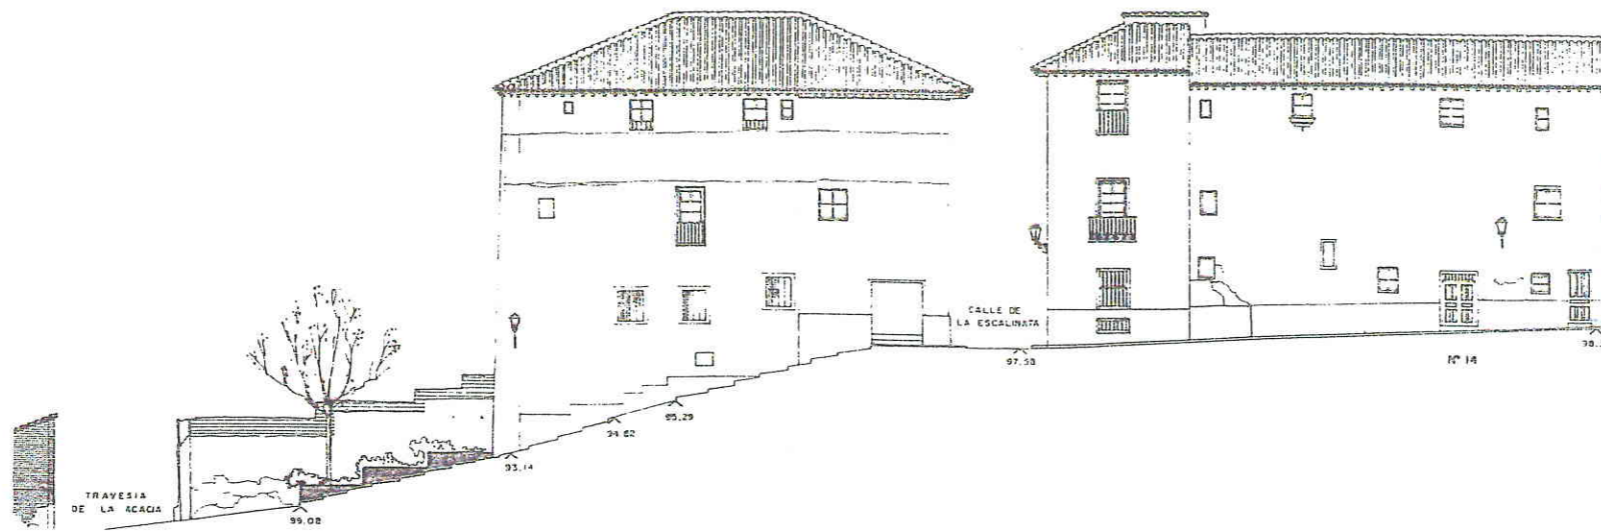 TRAVESIA
DE LA ACACIA
99,08
93,14
94,82
95,29
CALLE DE
LA ESCALINATA
97,58
Nº 14